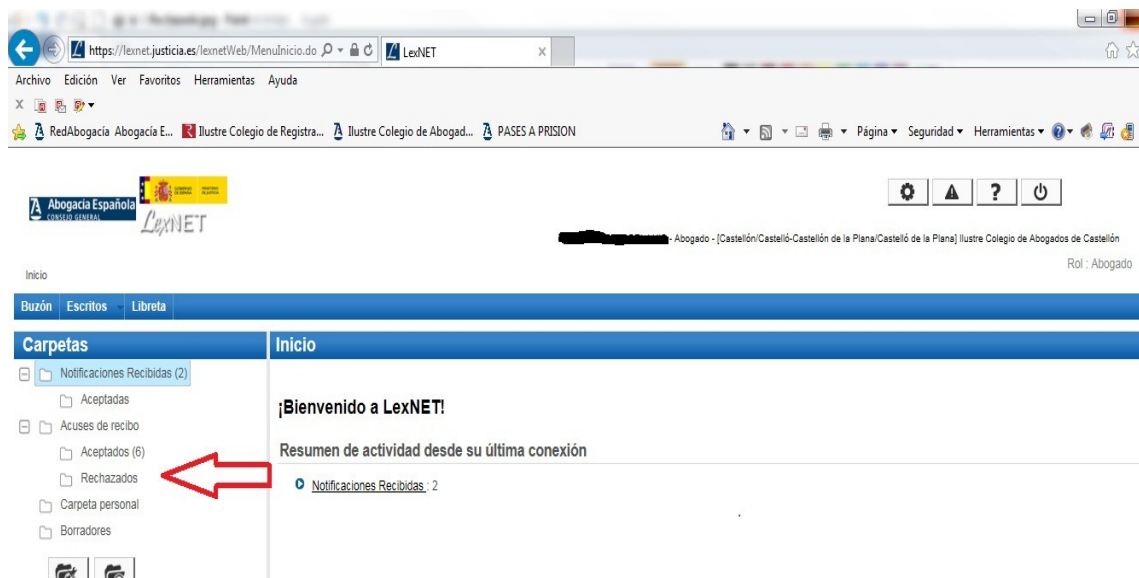 https://lexnet.justicia.es/lexnetWeb/MenuInicio.do
LexNET
Archivo Edición Ver Favoritos Herramientas Ayuda
RedAbogacía Abogacía E... Ilustre Colegio de Registra... Ilustre Colegio de Abogad... PASES A PRISION
Página Seguridad Herramientas
Abogacía Española
CONSEJO GENERAL
LexNET
- Abogado - [Castellón/Castelló-Castellón de la Plana/Castelló de la Plana] Ilustre Colegio de Abogados de Castellón
Rol : Abogado
Inicio
Buzón Escritos Libreta
Carpetas
Inicio
Notificaciones Recibidas (2)
Aceptadas
Acuses de recibo
Aceptados (6)
Rechazados
Carpeta personal
Borradores
¡Bienvenido a LexNET!
Resumen de actividad desde su última conexión
Notificaciones Recibidas : 2